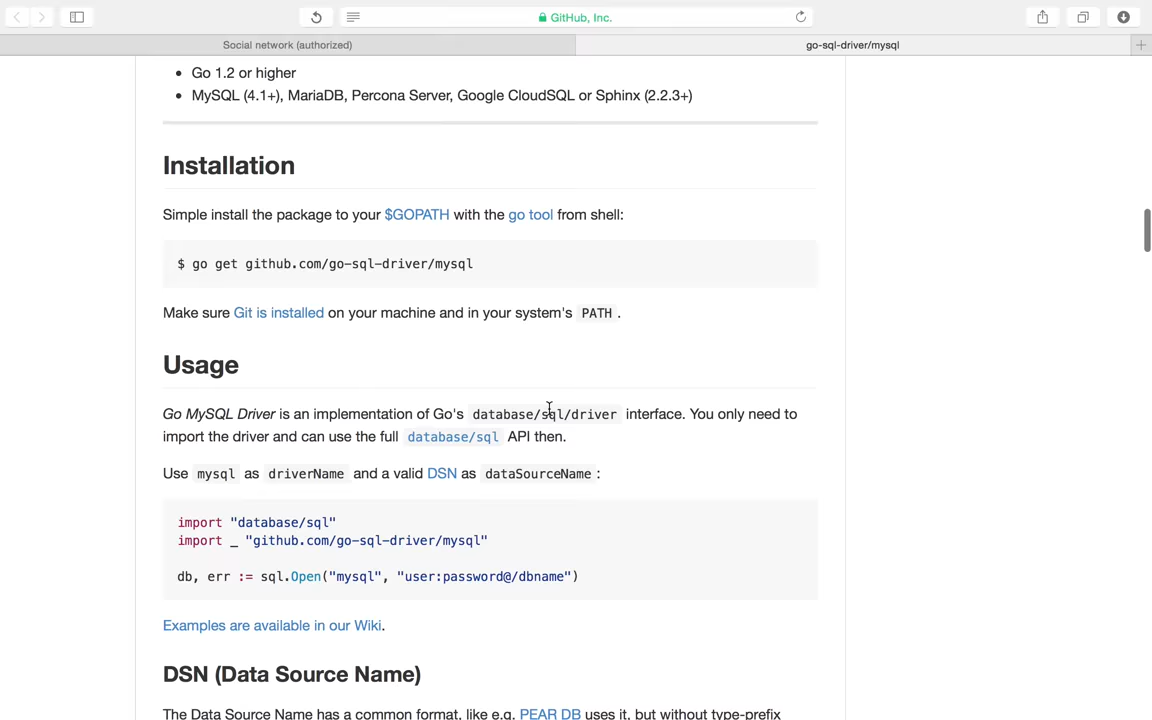 GitHub, Inc.
Social network (authorized)
go-sql-driver/mysql
Go 1.2 or higher
MySQL (4.1+), MariaDB, Percona Server, Google CloudSQL or Sphinx (2.2.3+)
Installation
Simple install the package to your $GOPATH with the go tool from shell:
$ go get github.com/go-sql-driver/mysql
Make sure Git is installed on your machine and in your system's PATH .
Usage
Go MySQL Driver is an implementation of Go's database/sql/driver interface. You only need to
import the driver and can use the full database/sql API then.
Use mysql as driverName and a valid DSN as dataSourceName :
import "database/sql"
import _ "github.com/go-sql-driver/mysql"
db, err := sql.Open("mysql", "user:password@/dbname")
Examples are available in our Wiki.
DSN (Data Source Name)
The Data Source Name has a common format, like e.g. PEAR DB uses it, but without type-prefix